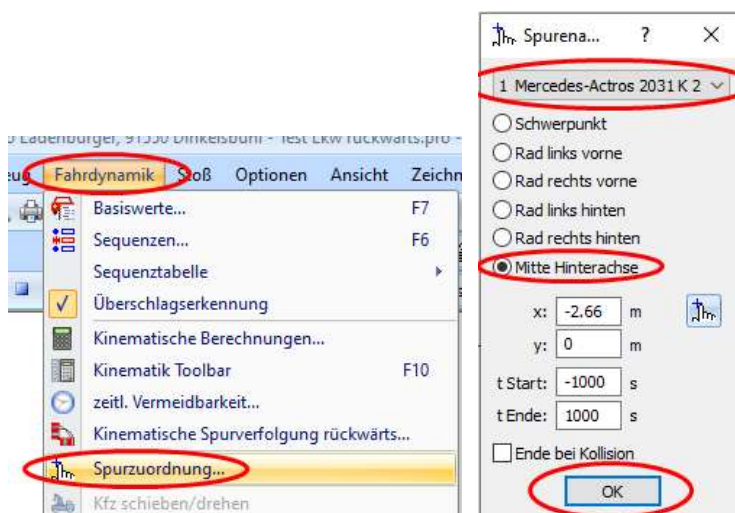 Ladenburger, 91550 Dinkelsbühl - Test Lkw rückwärts.pro -
Fahrdynamik Stoß Optionen Ansicht Zeichn
Basiswerte... F7
Sequenzen... F6
Sequenztabelle
Überschlagserkennung
Kinematische Berechnungen...
Kinematik Toolbar F10
zeitl. Vermeidbarkeit...
Kinematische Spurverfolgung rückwärts...
Spurzuordnung...
Kfz schieben/drehen
Spurena... ?
1 Mercedes-Actros 2031 K 2
Schwerpunkt
Rad links vorne
Rad rechts vorne
Rad links hinten
Rad rechts hinten
Mitte Hinterachse
x: -2.66 m
y: 0 m
t Start: -1000 s
t Ende: 1000 s
Ende bei Kollision
OK